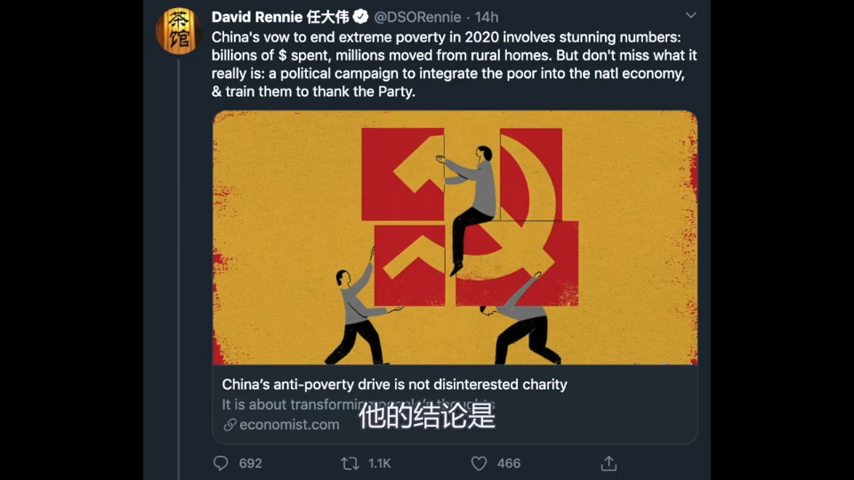 茶馆
David Rennie 任大伟 @DSORennie · 14h
China's vow to end extreme poverty in 2020 involves stunning numbers:
billions of $ spent, millions moved from rural homes. But don't miss what it
really is: a political campaign to integrate the poor into the natl economy,
& train them to thank the Party.
China's anti-poverty drive is not disinterested charity
It is about transforming
他的结论是
economist.com
692 1.1K 466